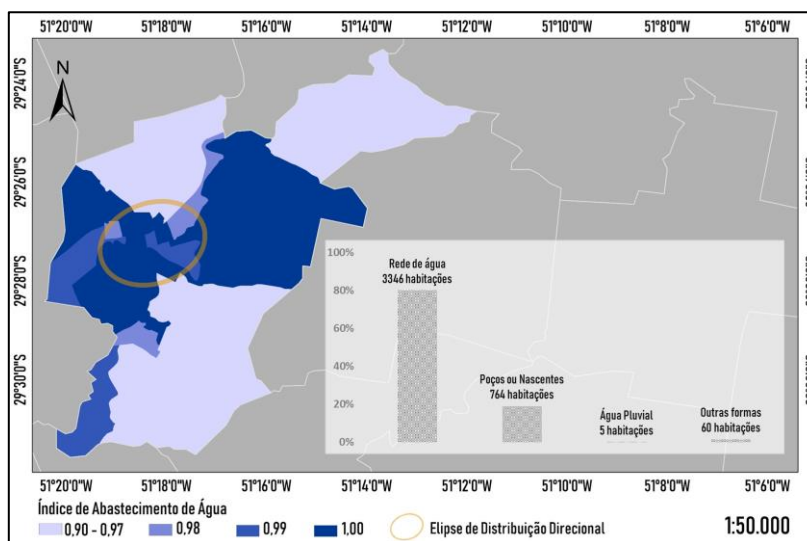 51°20'0"W 51°18'0"W 51°16'0"W 51°14'0"W 51°12'0"W 51°10'0"W 51°8'0"W 51°6'0"W
N
29°24'0"S
29°26'0"S
29°28'0"S
29°30'0"S
100%
80%
60%
40%
20%
0%
Rede de água
3346 habitações
Poços ou Nascentes
764 habitações
Água Pluvial
5 habitações
Outras formas
60 habitações
51°20'0"W 51°18'0"W 51°16'0"W 51°14'0"W 51°12'0"W 51°10'0"W 51°8'0"W 51°6'0"W
Índice de Abastecimento de Água
0,90 - 0,97 0,98 0,99 1,00 Elipse de Distribuição Direcional 1:50.000